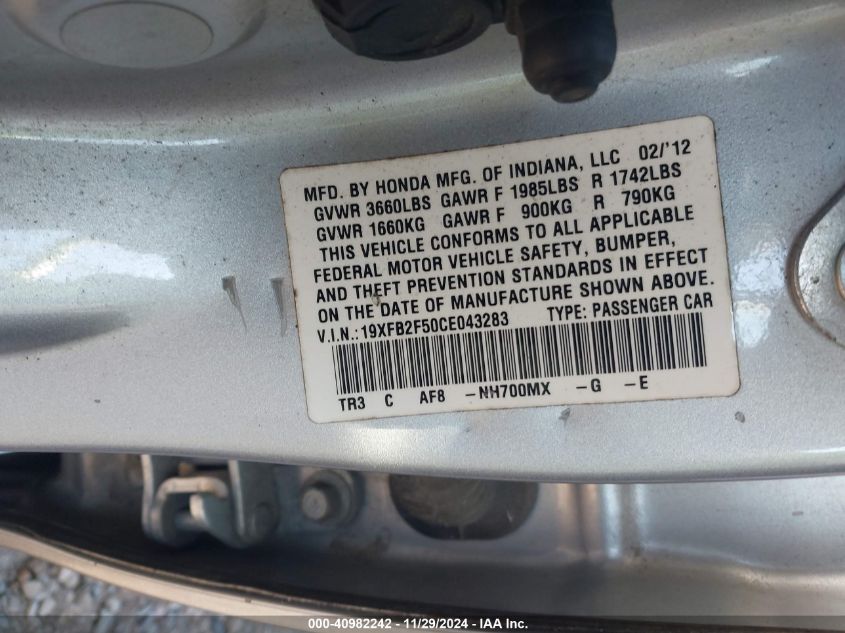 MFD. BY HONDA MFG. OF INDIANA, LLC 02/'12
GVWR 3660LBS GAWR F 1985LBS R 1742LBS
GVWR 1660KG GAWR F 900KG R 790KG
THIS VEHICLE CONFORMS TO ALL APPLICABLE
FEDERAL MOTOR VEHICLE SAFETY, BUMPER,
AND THEFT PREVENTION STANDARDS IN EFFECT
ON THE DATE OF MANUFACTURE SHOWN ABOVE.
V.I.N.:19XFB2F50CE043283 TYPE: PASSENGER CAR
TR3 C AF8 -NH700MX -G -E
000-40982242 - 11/29/2024 - IAA Inc.